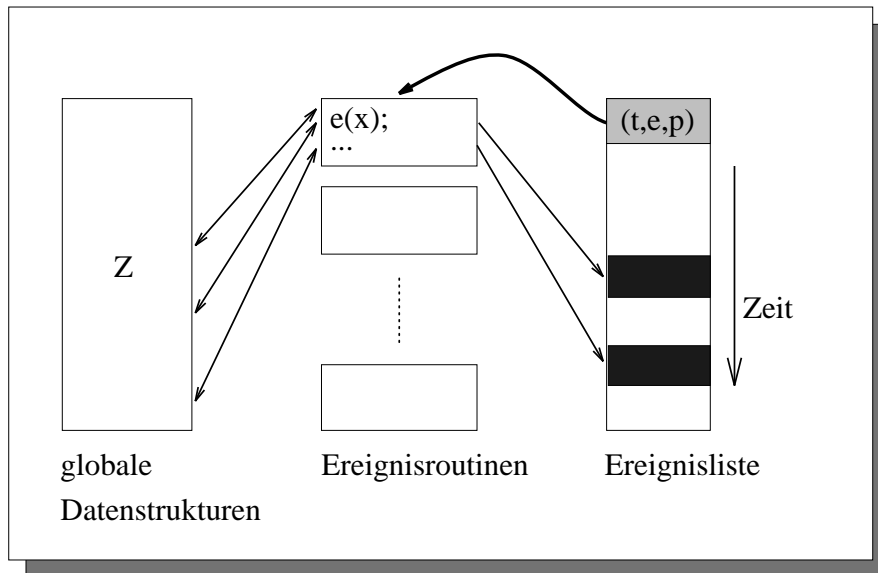 e(x);
...
(t,e,p)
Z
Zeit
globale
Datenstrukturen
Ereignisroutinen
Ereignisliste